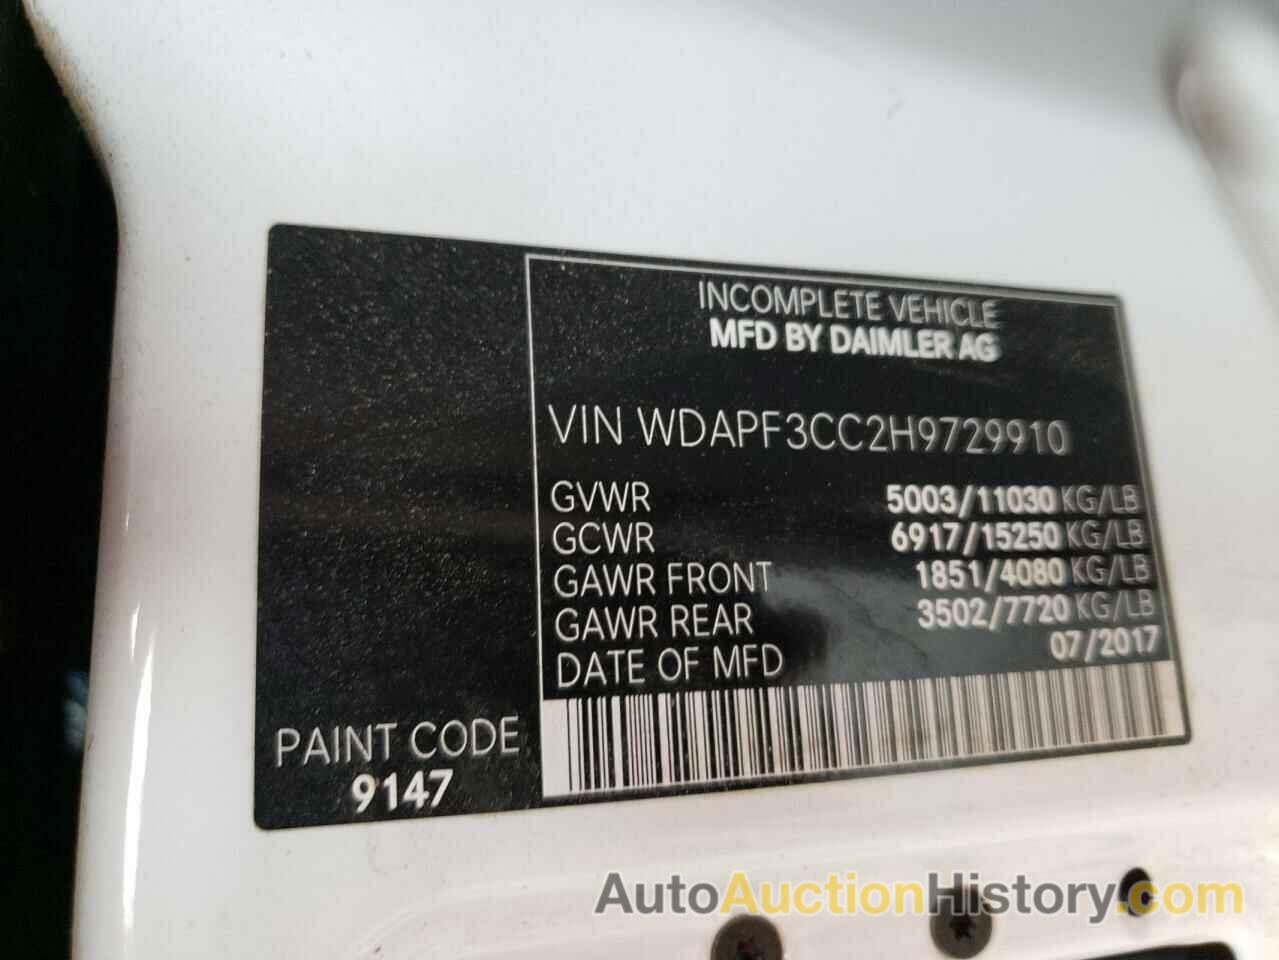 INCOMPLETE VEHICLE
MFD BY DAIMLER AG
VIN WDAPF3CC2H9729910
GVWR 5003/11030 KG/LB
GCWR 6917/15250 KG/LB
GAWR FRONT 1851/4080 KG/LB
GAWR REAR 3502/7720 KG/LB
DATE OF MFD 07/2017
PAINT CODE
9147
AutoAuctionHistory.com